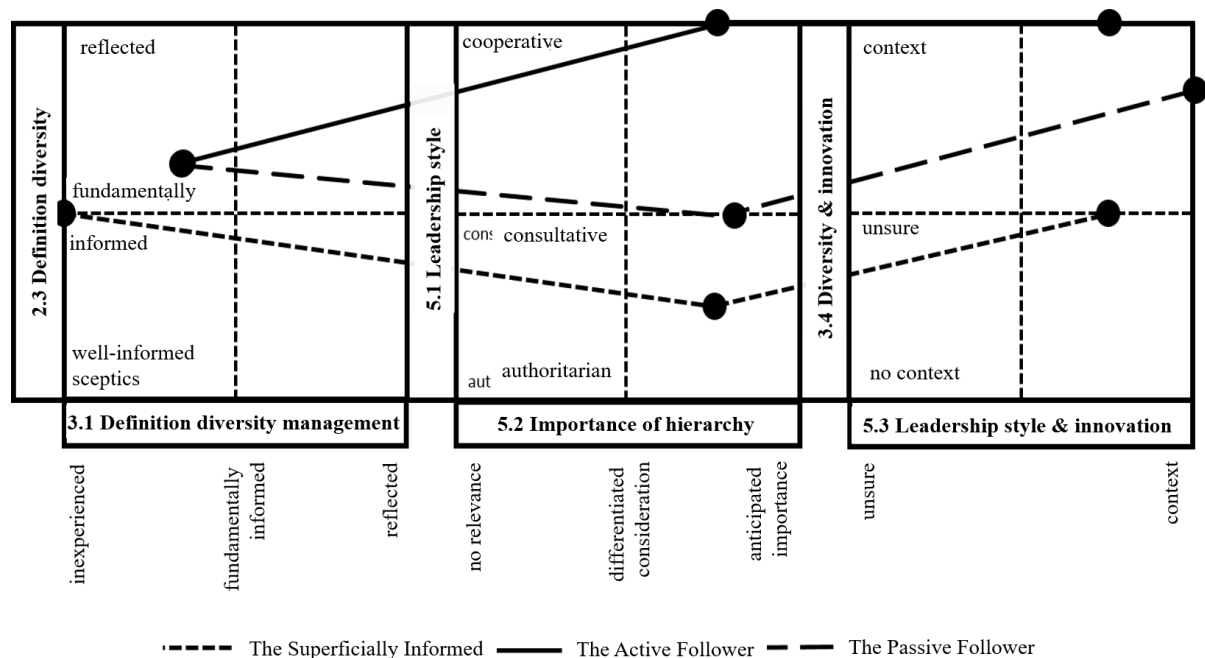 2.3 Definition diversity
reflected
fundamentally
informed
well-informed
sceptics
3.1 Definition diversity management
inexperienced
fundamentally
informed
reflected
5.1 Leadership style
cooperative
cons consultative
aut authoritarian
5.2 Importance of hierarchy
no relevance
differentiated
consideration
anticipated
importance
3.4 Diversity & innovation
context
unsure
no context
5.3 Leadership style & innovation
unsure
context
The Superficially Informed
The Active Follower
The Passive Follower